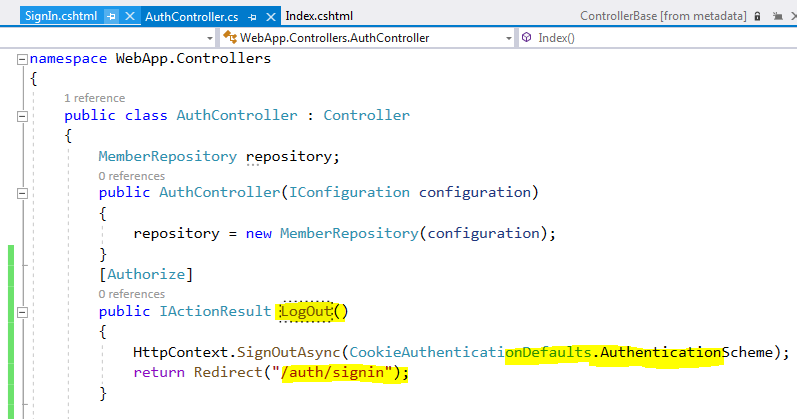 SignIn.cshtml AuthController.cs Index.cshtml ControllerBase [from metadata]
WebApp.Controllers.AuthController Index()
namespace WebApp.Controllers
{
1 reference
public class AuthController : Controller
{
MemberRepository repository;
0 references
public AuthController(IConfiguration configuration)
{
repository = new MemberRepository(configuration);
}
[Authorize]
0 references
public IActionResult LogOut()
{
HttpContext.SignOutAsync(CookieAuthenticationDefaults.AuthenticationScheme);
return Redirect("/auth/signin");
}